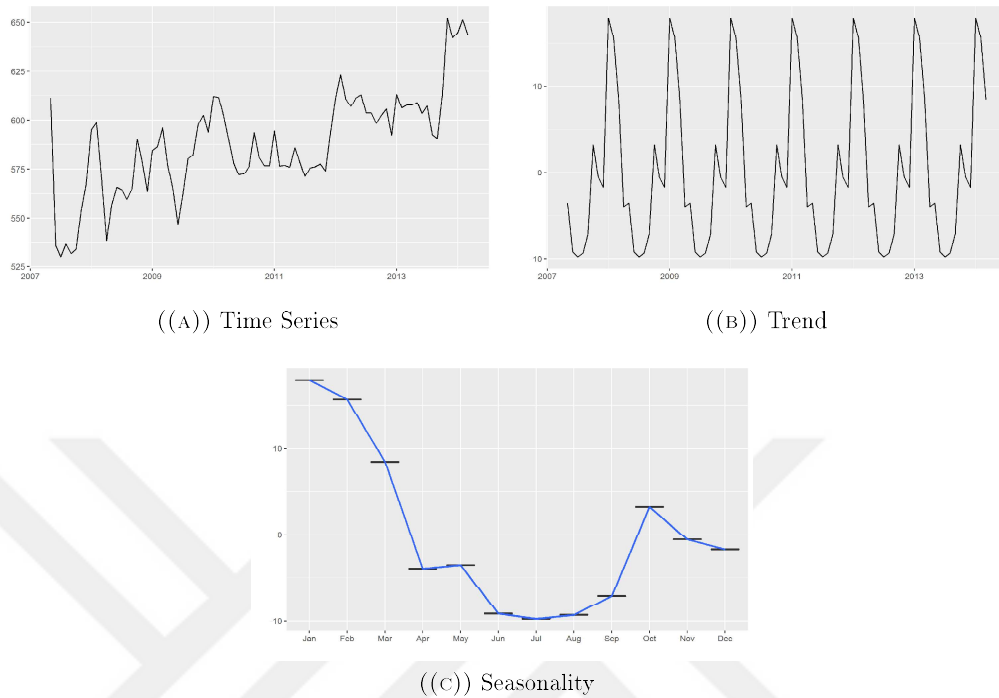 650
625
600
575
550
525
2007 2009 2011 2013
10
0
10
2007 2009 2011 2013
((A)) Time Series
((B)) Trend
10
0
10
Jan Feb Mar Apr May Jun Jul Aug Sep Oct Nov Dec
((C)) Seasonality